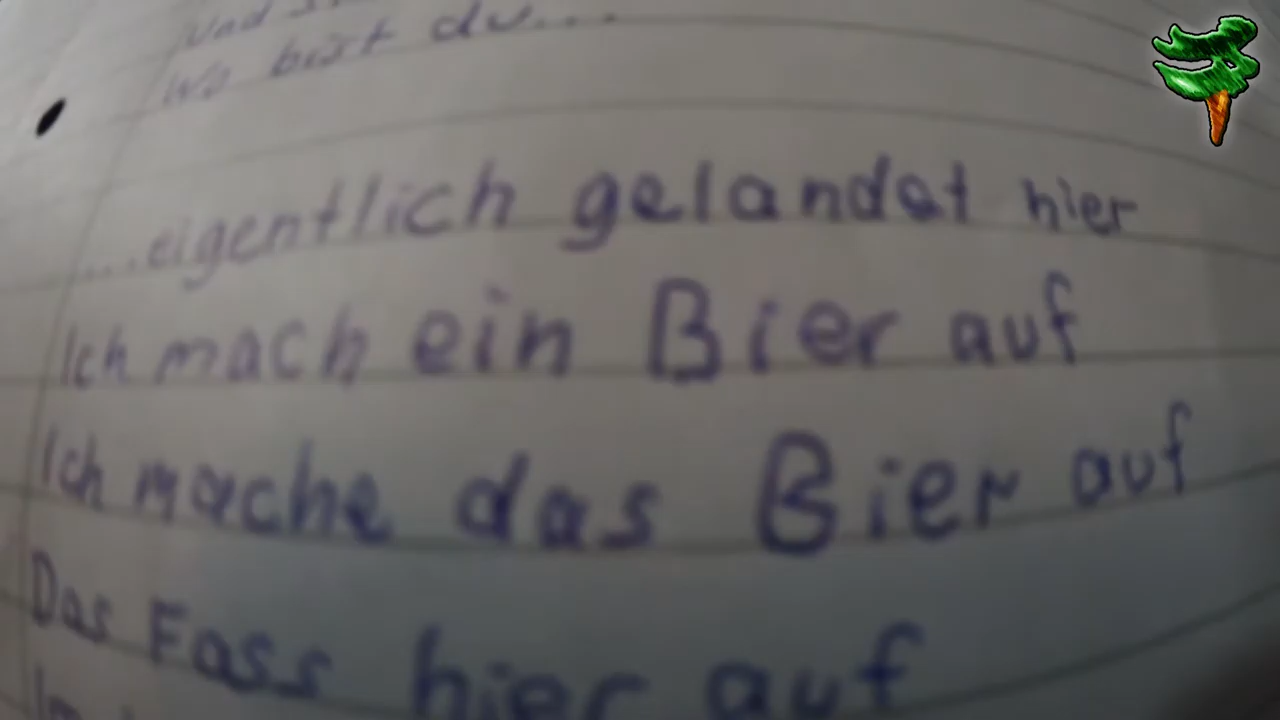 und
Wo bist du...
...eigentlich gelandet hier
Ich mach ein Bier auf
Ich mache das Bier auf
Das Fass hier auf